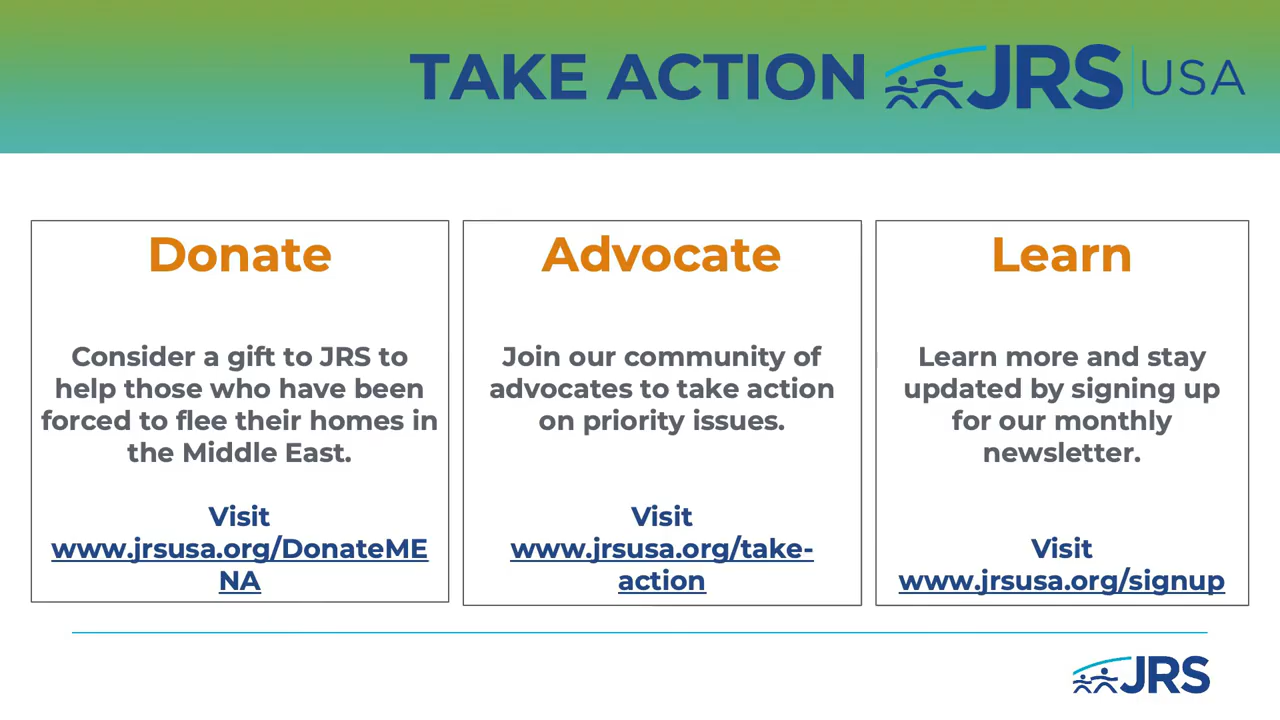 TAKE ACTION JRS USA
Donate
Consider a gift to JRS to
help those who have been
forced to flee their homes in
the Middle East.
Visit
www.jrsusa.org/DonateME
NA
Advocate
Join our community of
advocates to take action
on priority issues.
Visit
www.jrsusa.org/take-
action
Learn
Learn more and stay
updated by signing up
for our monthly
newsletter.
Visit
www.jrsusa.org/signup
JRS